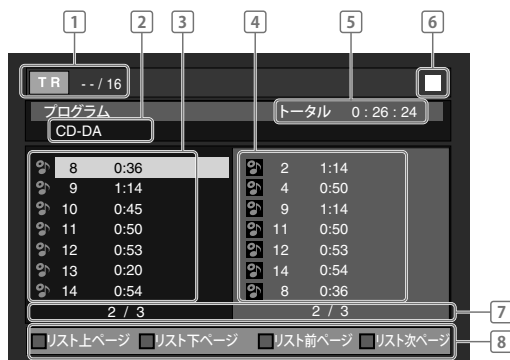 1 2 3 4 5 6
TR --/16
プログラム トータル 0:26:24
CD-DA
8 0:36 2 1:14
9 1:14 4 0:50
10 0:45 9 1:14
11 0:50 11 0:50
12 0:53 12 0:53
13 0:20 14 0:54
14 0:54 8 0:36
2 / 3 2 / 3
7
リスト上ページ リスト下ページ リスト前ページ リスト次ページ
8